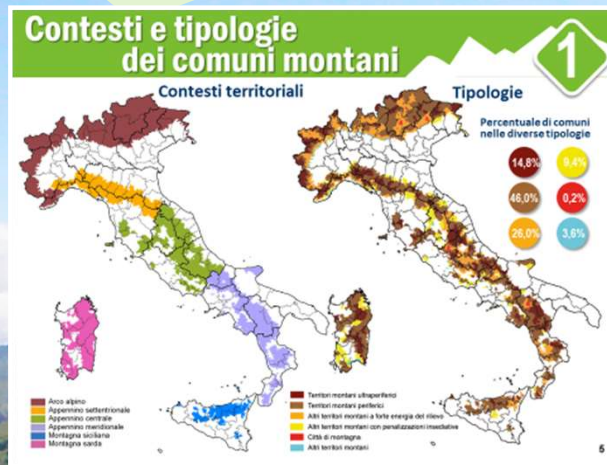 Contesti e tipologie
dei comuni montani
1
Contesti territoriali
Tipologie
Percentuale di comuni
nelle diverse tipologie
14,8%
9,4%
46,0%
0,2%
26,0%
3,6%
Arco alpino
Appennino settentrionale
Appennino centrale
Appennino meridionale
Montagna siciliana
Montagna sarda
Territori montani ultraperiferici
Territori montani periferici
Altri territori montani a forte energia del rilievo
Altri territori montani con penalizzazioni insediative
Città di montagna
Altri territori montani
5